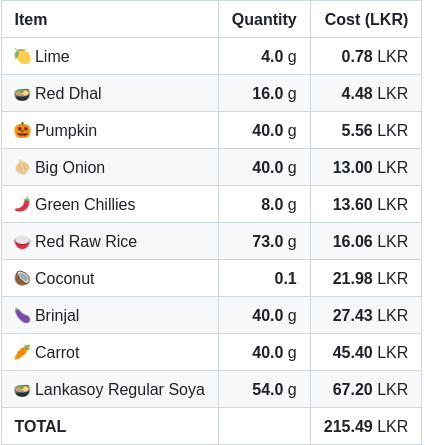 Item Quantity Cost (LKR)
Lime 4.0 g 0.78 LKR
Red Dhal 16.0 g 4.48 LKR
Pumpkin 40.0 g 5.56 LKR
Big Onion 40.0 g 13.00 LKR
Green Chillies 8.0 g 13.60 LKR
Red Raw Rice 73.0 g 16.06 LKR
Coconut 0.1 21.98 LKR
Brinjal 40.0 g 27.43 LKR
Carrot 40.0 g 45.40 LKR
Lankasoy Regular Soya 54.0 g 67.20 LKR
TOTAL 215.49 LKR